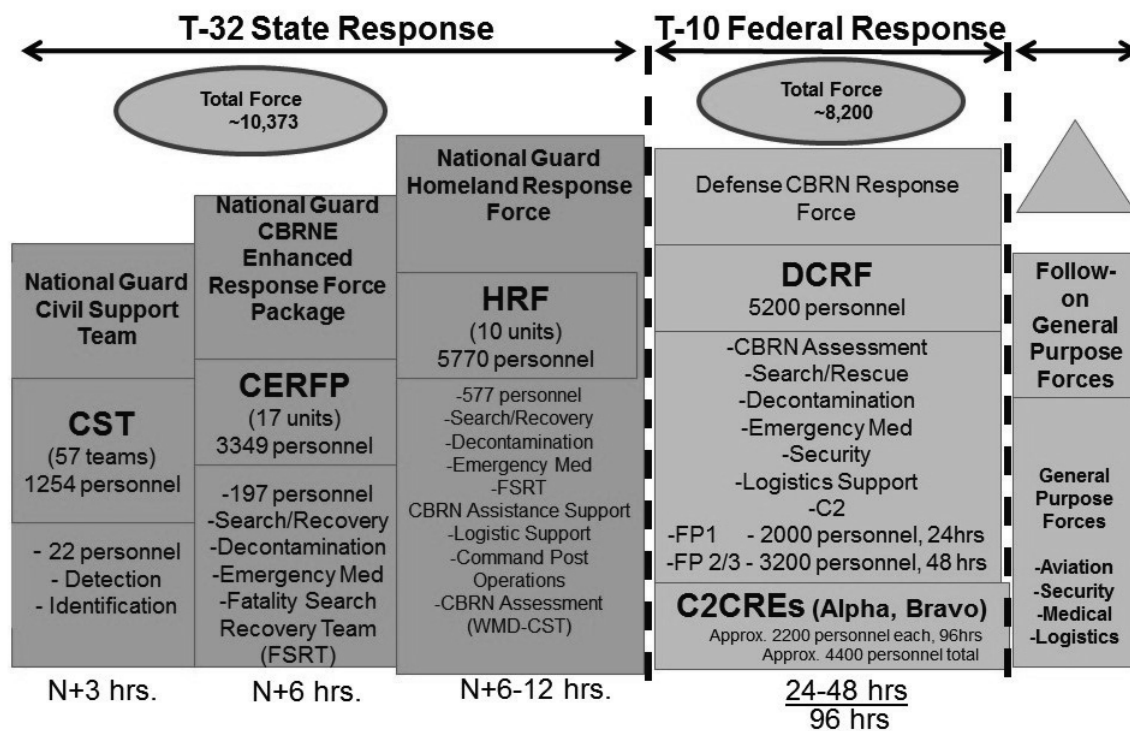 T-32 State Response
T-10 Federal Response
Total Force
~10,373
Total Force
~8,200
National Guard
Civil Support
Team
CST
(57 teams)
1254 personnel
- 22 personnel
- Detection
- Identification
N+3 hrs.
National Guard
CBRNE
Enhanced
Response Force
Package
CERFP
(17 units)
3349 personnel
-197 personnel
-Search/Recovery
-Decontamination
-Emergency Med
-Fatality Search
Recovery Team
(FSRT)
N+6 hrs.
National Guard
Homeland Response
Force
HRF
(10 units)
5770 personnel
-577 personnel
-Search/Recovery
-Decontamination
-Emergency Med
-FSRT
CBRN Assistance Support
-Logistic Support
-Command Post
Operations
-CBRN Assessment
(WMD-CST)
N+6-12 hrs.
Defense CBRN Response
Force
DCRF
5200 personnel
-CBRN Assessment
-Search/Rescue
-Decontamination
-Emergency Med
-Security
-Logistics Support
-C2
-FP1 - 2000 personnel, 24hrs
-FP 2/3 - 3200 personnel, 48 hrs
C2CREs (Alpha, Bravo)
Approx. 2200 personnel each, 96hrs
Approx. 4400 personnel total
24-48 hrs
96 hrs
Follow-
on
General
Purpose
Forces
General
Purpose
Forces
-Aviation
-Security
-Medical
-Logistics